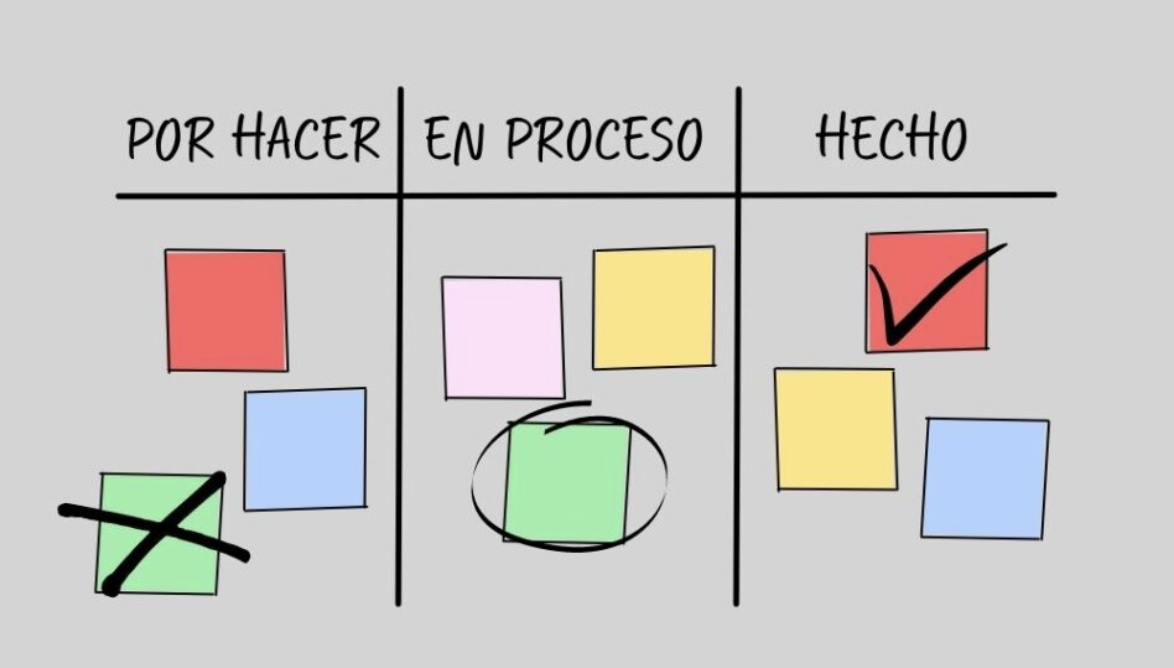 POR HACER
EN PROCESO
HECHO